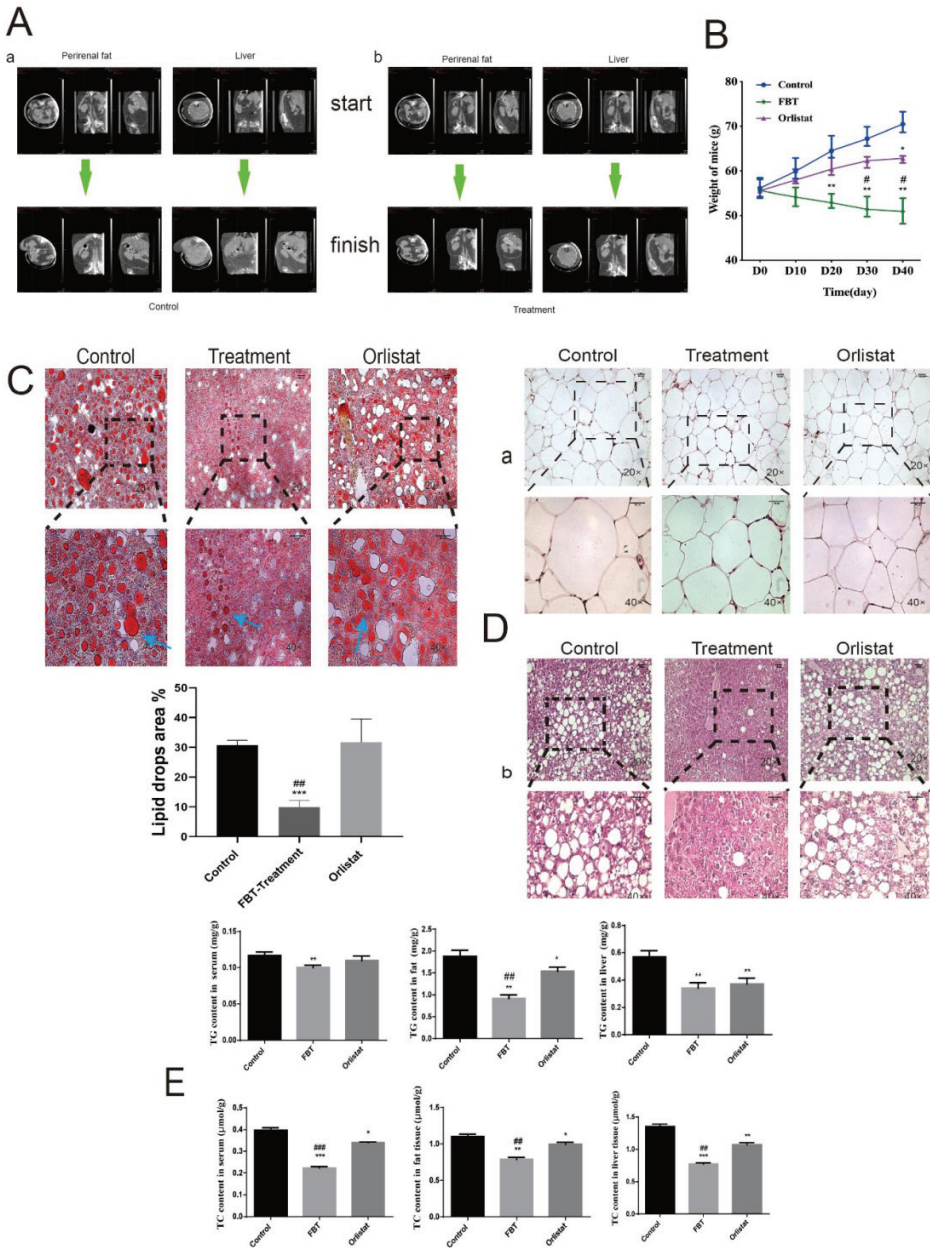 A
a
Perirenal fat
Liver
start
b
Perirenal fat
Liver
finish
Control
Treatment
B
Control
FBT
Orlistat
Weight of mice (g)
80
70
60
50
40
*
#
#
**
**
**
D0
D10
D20
D30
D40
Time(day)
C
Control
Treatment
Orlistat
40×
40×
Lipid drops area %
50
40
30
20
10
0
##
***
Control
FBT-Treatment
Orlistat
a
Control
Treatment
Orlistat
20×
20×
20×
40×
40×
40×
D
b
Control
Treatment
Orlistat
20×
20×
20×
40×
40×
40×
E
TG content in serum (mg/g)
0.15
0.10
0.05
0.00
**
Control
FBT
Orlistat
TG content in fat (mg/g)
2.5
2.0
1.5
1.0
0.5
0.0
##
**
*
Control
FBT
Orlistat
TG content in liver (mg/g)
0.8
0.6
0.4
0.2
0.0
**
**
Control
FBT
Orlistat
TC content in serum (μmol/g)
0.5
0.4
0.3
0.2
0.1
0.0
###
***
*
Control
FBT
Orlistat
TC content in fat tissue (μmol/g)
1.5
1.0
0.5
0.0
##
**
*
Control
FBT
Orlistat
TC content in liver tissue (μmol/g)
1.5
1.0
0.5
0.0
##
***
**
Control
FBT
Orlistat